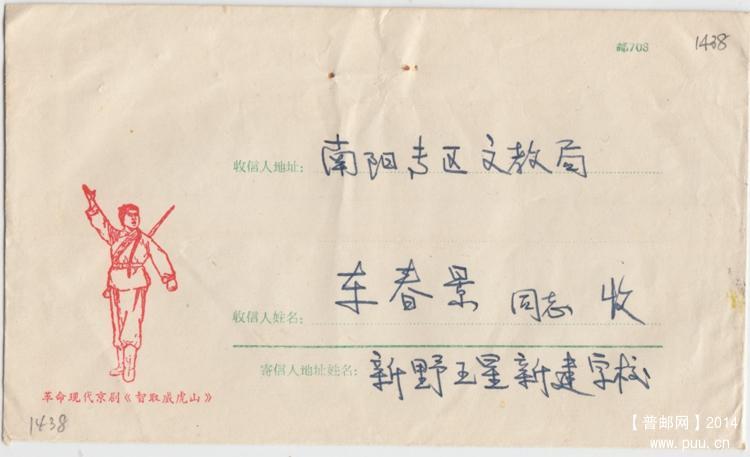 邮708
1438
收信人地址: 南阳专区文教局
收信人姓名: 车春景 同志 收
寄信人地址姓名: 新野五星新建学校
革命现代京剧《智取威虎山》
1438
【普邮网】2014
www.puu.cn